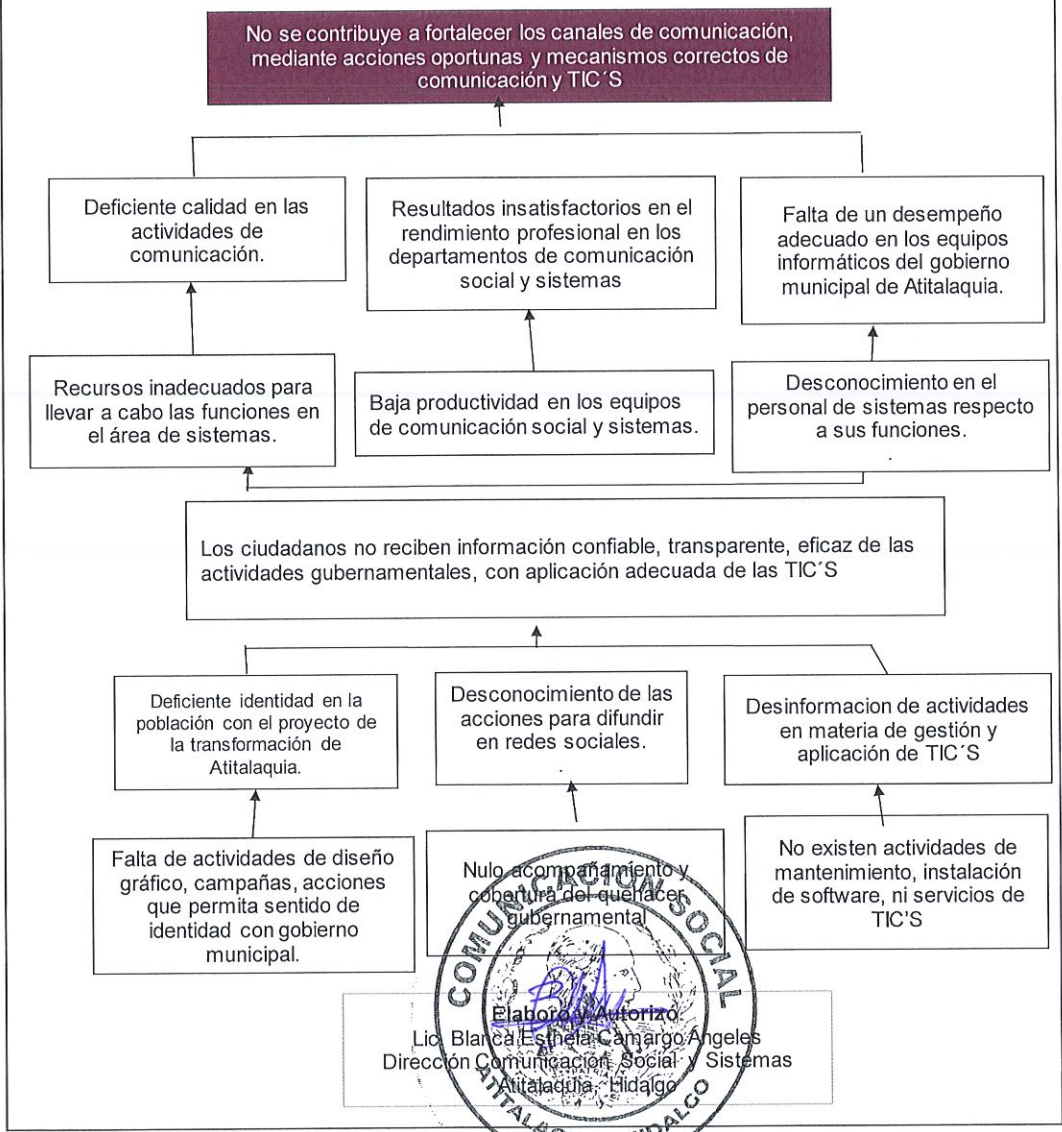 No se contribuye a fortalecer los canales de comunicación,
mediante acciones oportunas y mecanismos correctos de
comunicación y TIC´S
Deficiente calidad en las
actividades de
comunicación.
Resultados insatisfactorios en el
rendimiento profesional en los
departamentos de comunicación
social y sistemas
Falta de un desempeño
adecuado en los equipos
informáticos del gobierno
municipal de Atitalaquia.
Recursos inadecuados para
llevar a cabo las funciones en
el área de sistemas.
Baja productividad en los equipos
de comunicación social y sistemas.
Desconocimiento en el
personal de sistemas respecto
a sus funciones.
.
Los ciudadanos no reciben información confiable, transparente, eficaz de las
actividades gubernamentales, con aplicación adecuada de las TIC´S
Deficiente identidad en la
población con el proyecto de
la transformación de
Atitalaquia.
Desconocimiento de las
acciones para difundir
en redes sociales.
.
Desinformacion de actividades
en materia de gestión y
aplicación de TIC´S
Falta de actividades de diseño
gráfico, campañas, acciones
que permita sentido de
identidad con gobierno
municipal.
Nulo acompañamiento y
cobertura del quehacer
gubernamental
No existen actividades de
mantenimiento, instalación
de software, ni servicios de
TIC'S
COMUNICACIÓN SOCIAL
Elaboró y Autorizó
Lic. Blanca Esthela Camargo Angeles
Dirección Comunicación Social y Sistemas
Atitalaquia, Hidalgo